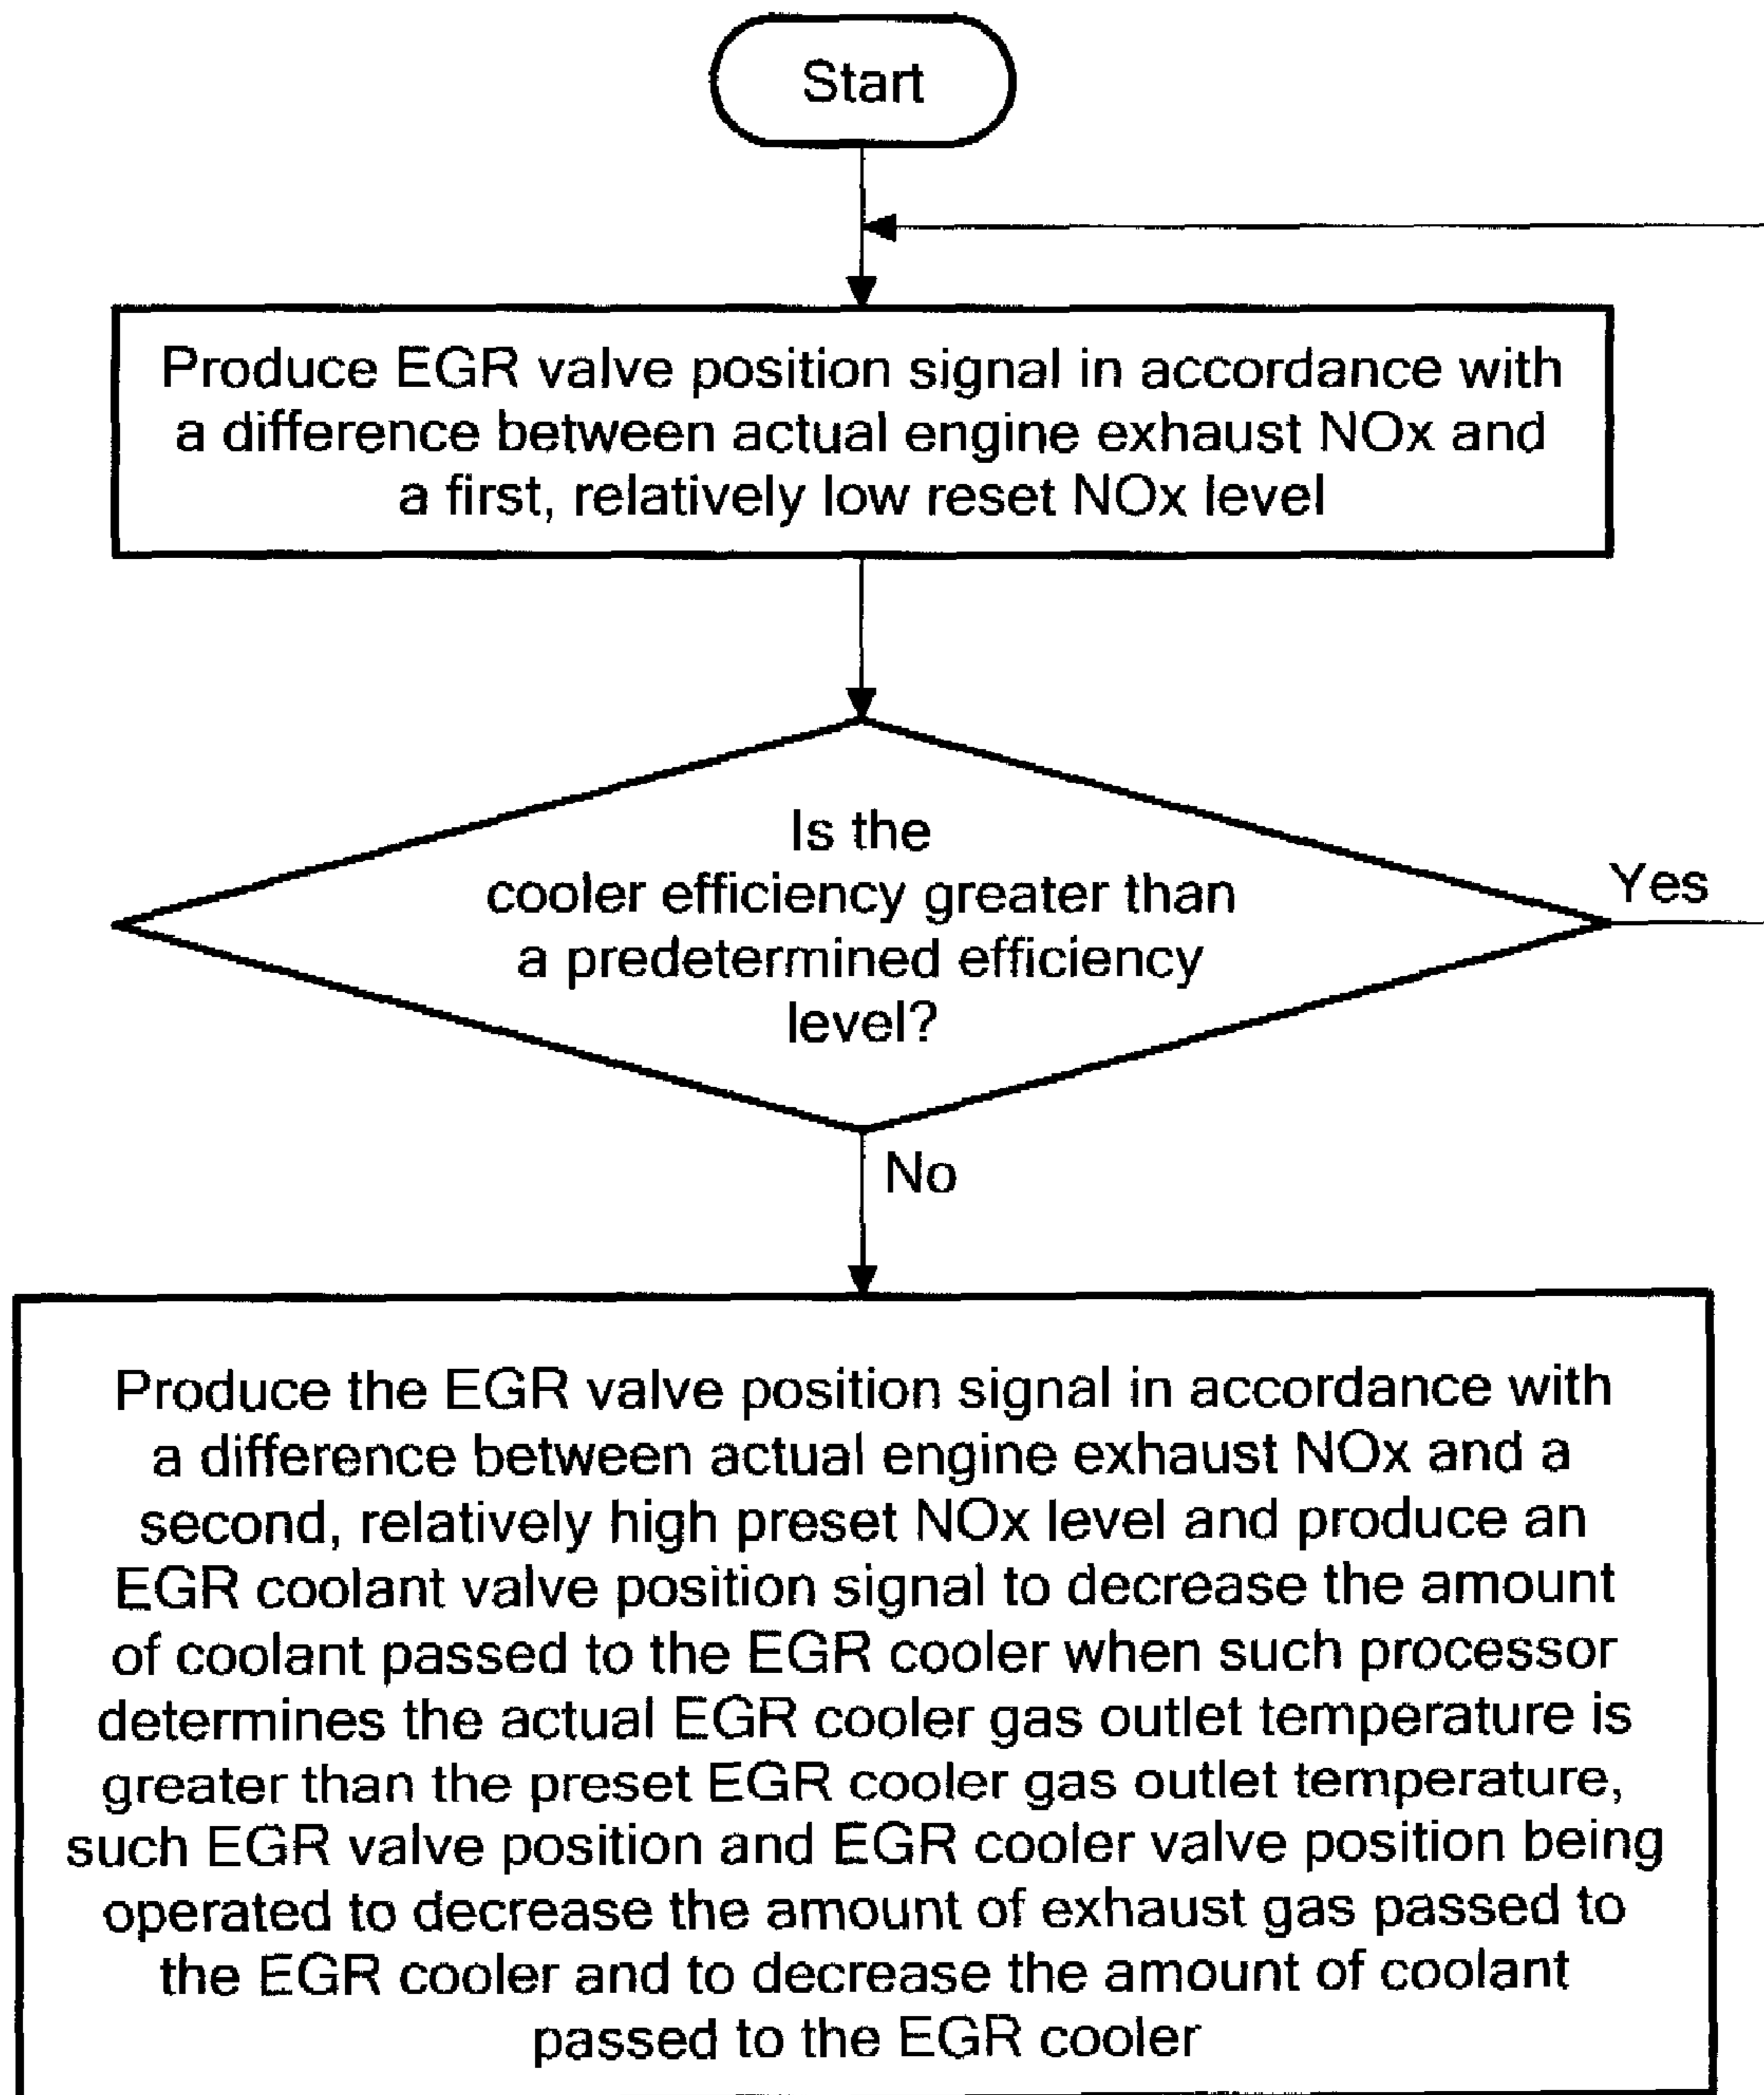 Start
Produce EGR valve position signal in accordance with
a difference between actual engine exhaust NOx and
a first, relatively low reset NOx level
Is the
cooler efficiency greater than
a predetermined efficiency
level?
Yes
No
Produce the EGR valve position signal in accordance with
a difference between actual engine exhaust NOx and a
second, relatively high preset NOx level and produce an
EGR coolant valve position signal to decrease the amount
of coolant passed to the EGR cooler when such processor
determines the actual EGR cooler gas outlet temperature is
greater than the preset EGR cooler gas outlet temperature,
such EGR valve position and EGR cooler valve position being
operated to decrease the amount of exhaust gas passed to
the EGR cooler and to decrease the amount of coolant
passed to the EGR cooler